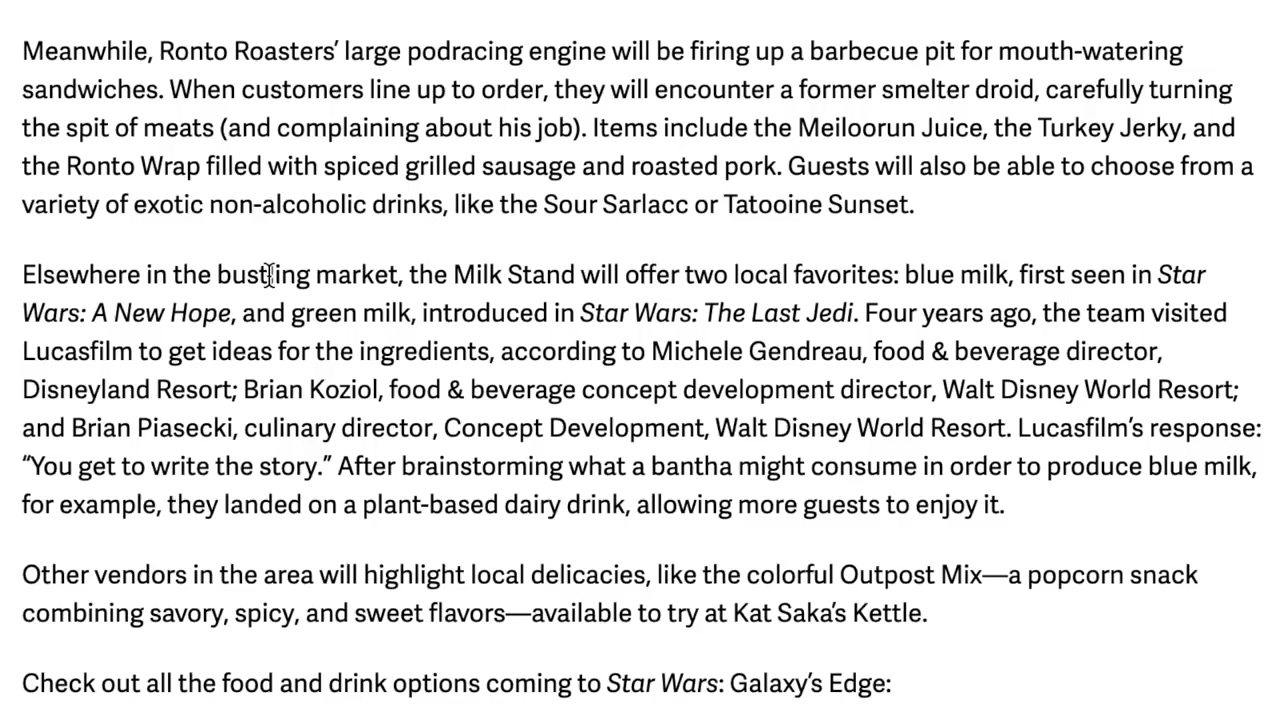 Meanwhile, Ronto Roasters’ large podracing engine will be firing up a barbecue pit for mouth-watering
sandwiches. When customers line up to order, they will encounter a former smelter droid, carefully turning
the spit of meats (and complaining about his job). Items include the Meiloorun Juice, the Turkey Jerky, and
the Ronto Wrap filled with spiced grilled sausage and roasted pork. Guests will also be able to choose from a
variety of exotic non-alcoholic drinks, like the Sour Sarlacc or Tatooine Sunset.
Elsewhere in the bustling market, the Milk Stand will offer two local favorites: blue milk, first seen in Star
Wars: A New Hope, and green milk, introduced in Star Wars: The Last Jedi. Four years ago, the team visited
Lucasfilm to get ideas for the ingredients, according to Michele Gendreau, food & beverage director,
Disneyland Resort; Brian Koziol, food & beverage concept development director, Walt Disney World Resort;
and Brian Piasecki, culinary director, Concept Development, Walt Disney World Resort. Lucasfilm’s response:
“You get to write the story.” After brainstorming what a bantha might consume in order to produce blue milk,
for example, they landed on a plant-based dairy drink, allowing more guests to enjoy it.
Other vendors in the area will highlight local delicacies, like the colorful Outpost Mix—a popcorn snack
combining savory, spicy, and sweet flavors—available to try at Kat Saka’s Kettle.
Check out all the food and drink options coming to Star Wars: Galaxy’s Edge: